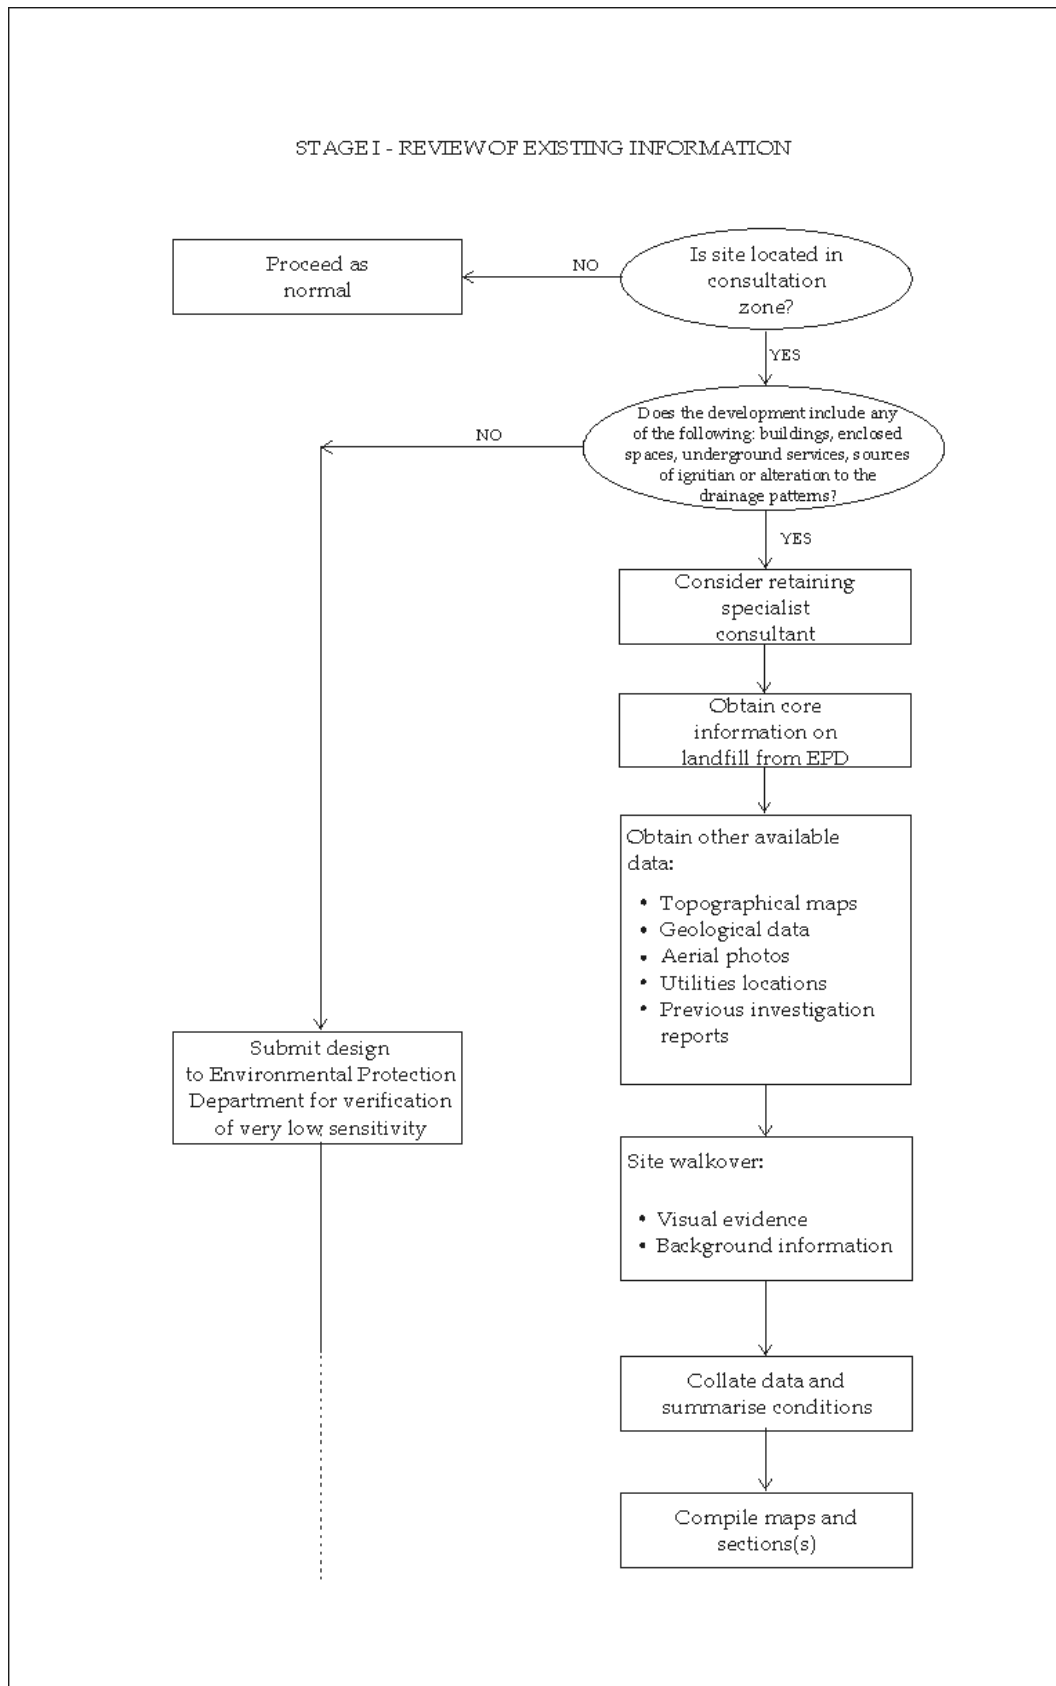 STAGE I - REVIEW OF EXISTING INFORMATION
Proceed as
normal
NO
Is site located in
consultation
zone?
YES
Does the development include any
of the following: buildings, enclosed
spaces, underground services, sources
of ignitian or alteration to the
drainage patterns?
NO
YES
Consider retaining
specialist
consultant
Obtain core
information on
landfill from EPD
Obtain other available
data:
• Topographical maps
• Geological data
• Aerial photos
• Utilities locations
• Previous investigation
reports
Submit design
to Environmental Protection
Department for verification
of very low sensitivity
Site walkover:
• Visual evidence
• Background information
Collate data and
summarise conditions
Compile maps and
sections(s)